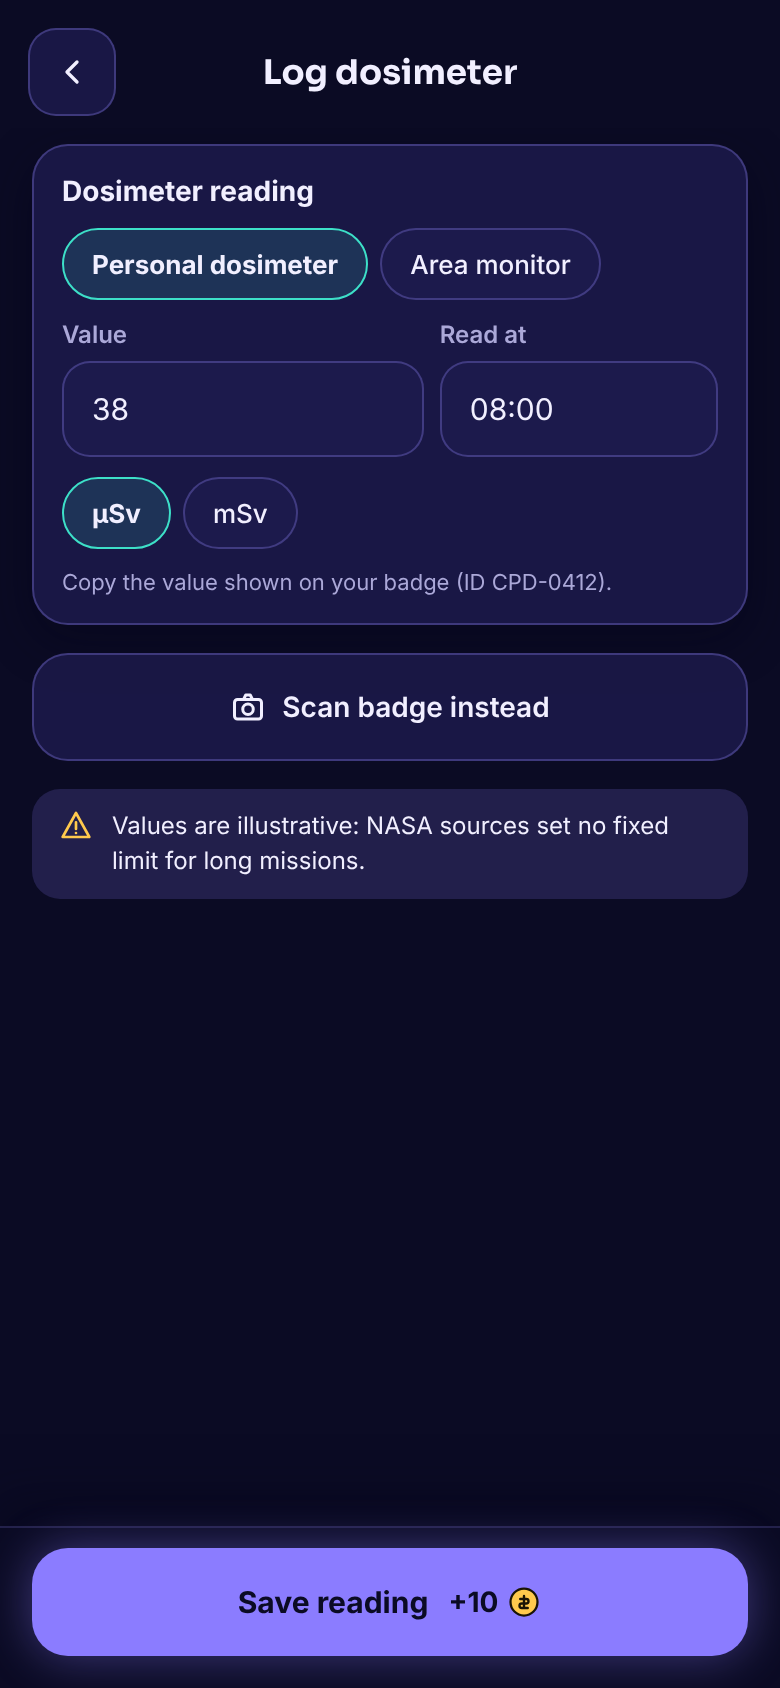 Log dosimeter
Dosimeter reading
Personal dosimeter
Area monitor
Value
Read at
38
08:00
µSv
mSv
Copy the value shown on your badge (ID CPD-0412).
Scan badge instead
Values are illustrative: NASA sources set no fixed
limit for long missions.
Save reading +10